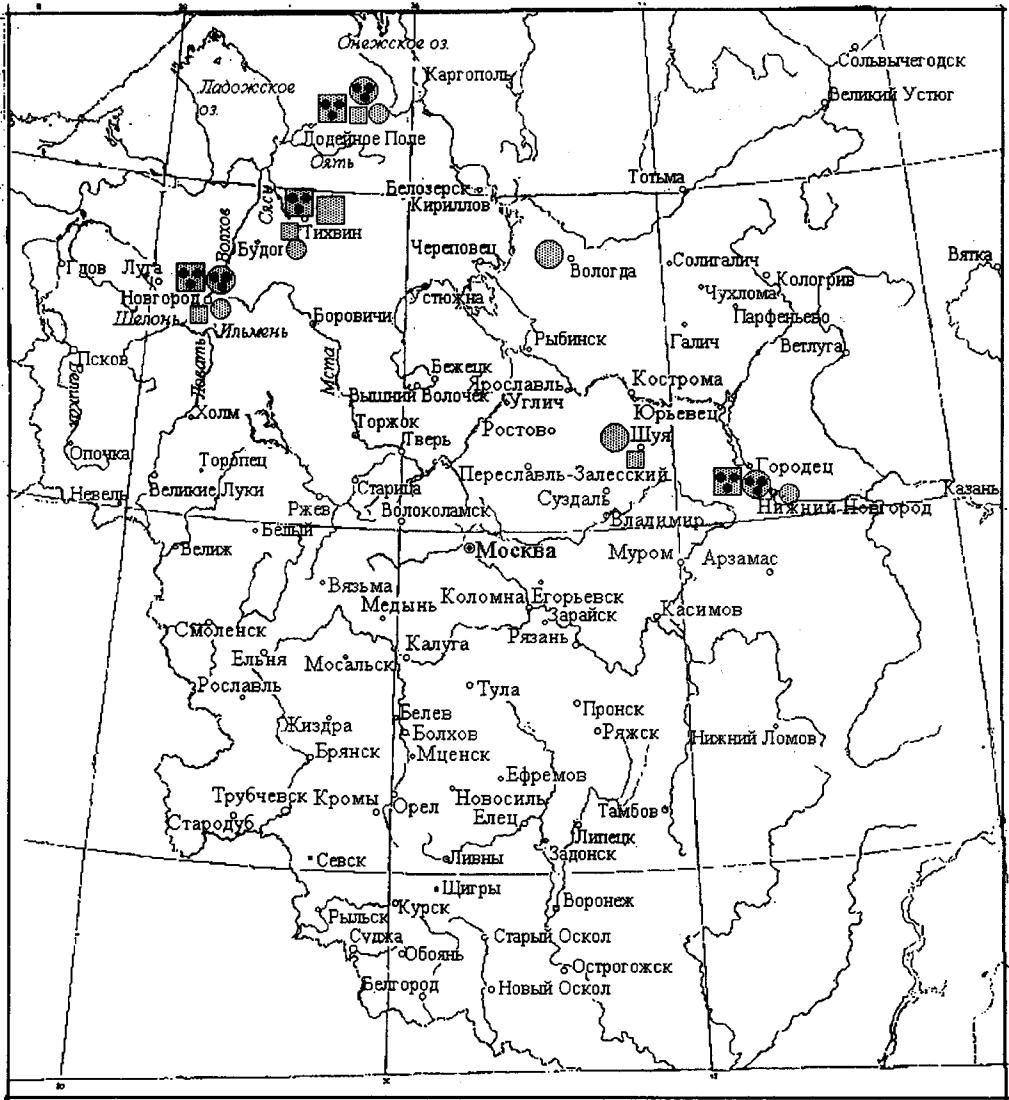 Онежское оз.
Сольвычегодск
Каргополь
Ладожское
оз.
Великий Устюг
Лодейное Поле
Оять
Тотьма
Белозерск
Кириллов
Сясь
Волхов
Тихвин
Будог
Череповец
Вологда
Солигалич
Вятка
Гдов
Луга
Кологрив
Чухлома
Новгород
Устюжна
Шелонь
Ильмень
Боровичи
Парфеньево
Рыбинск
Галич
Ветлуга
Псков
Великая
Ловать
Мста
Бежецк
Ярославль
Кострома
Вышний Волочек
Углич
Юрьевец
Холм
Торжок
Ростов
Шуя
Тверь
Опочка
Торопец
Переславль-Залесский
Городец
Невель
Великие Луки
Старица
Суздаль
Казань
Ржев
Волоколамск
Нижний Новгород
Белый
Владимир
Велиж
Москва
Муром
Арзамас
Вязьма
Коломна
Егорьевск
Медынь
Зарайск
Касимов
Смоленск
Рязань
Калуга
Ельня
Мосальск
Рославль
Тула
Пронск
Жиздра
Белев
Болхов
Ряжск
Нижний Ломов
Брянск
Мценск
Ефремов
Трубчевск
Кромы
Орел
Новосиль
Тамбов
Стародуб
Елец
Липецк
Севск
Ливны
Задонск
Щигры
Рыльск
Курск
Воронеж
Суджа
Старый Оскол
Обоянь
Острогожск
Белгород
Новый Оскол